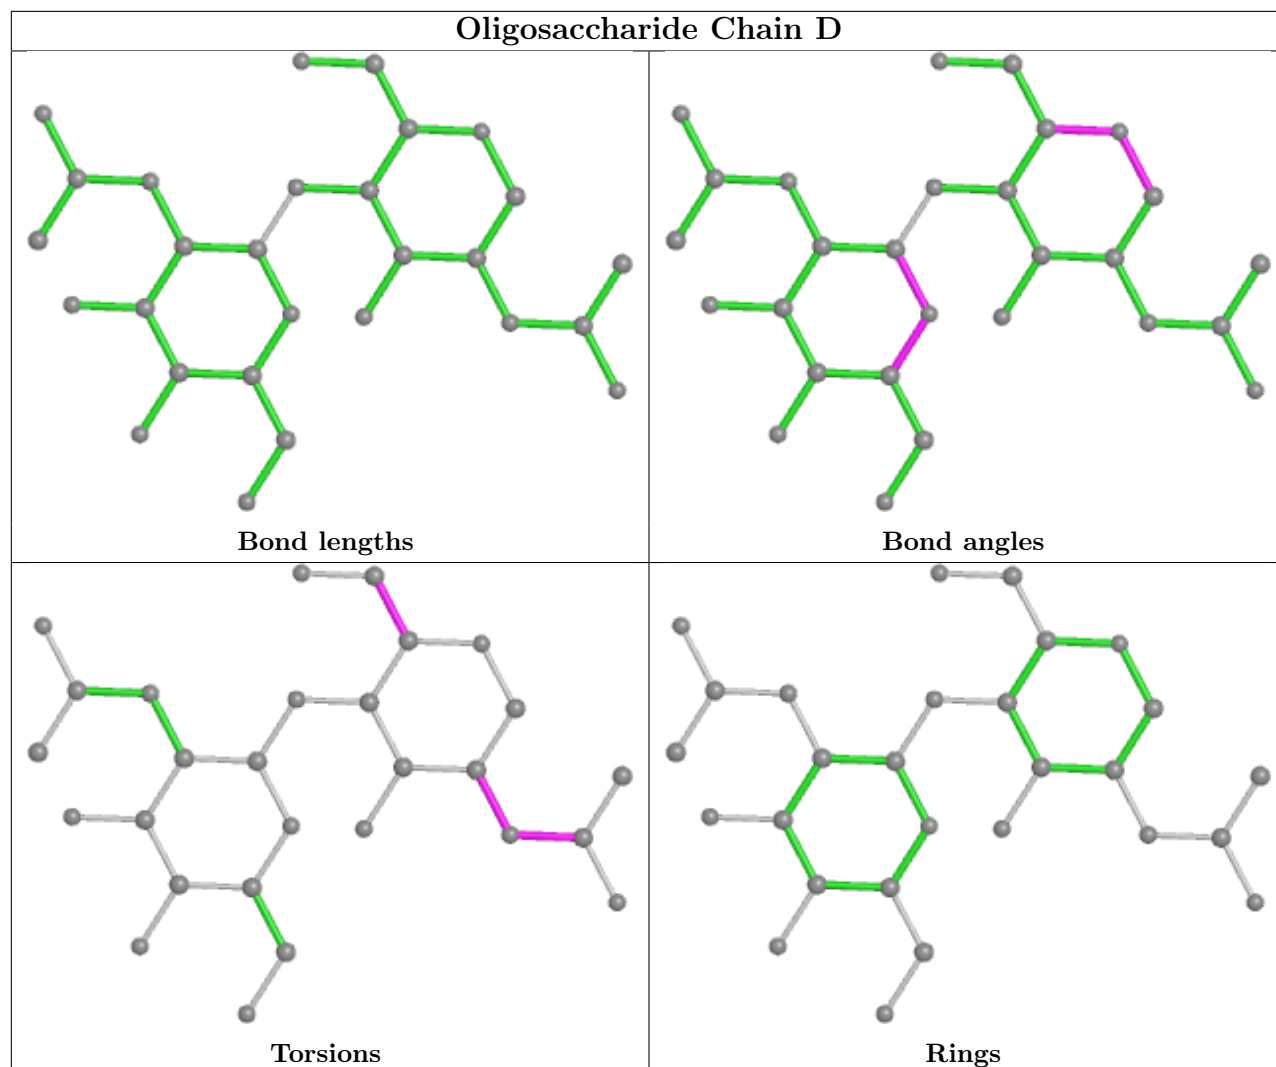 Oligosaccharide Chain D
Bond lengths
Bond angles
Torsions
Rings